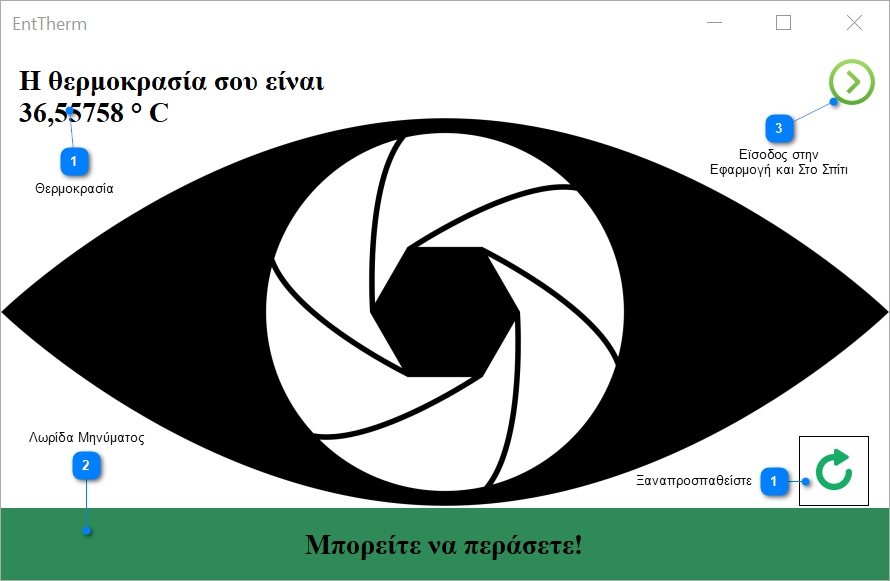 EntTherm
Η θερμοκρασία σου είναι
36,55758 ° C
1
Θερμοκρασία
3
Εϊσοδος στην
Εφαρμογή και Στο Σπίτι
Λωρίδα Μηνύματος
2
Ξαναπροσπαθείστε
1
Μπορείτε να περάσετε!